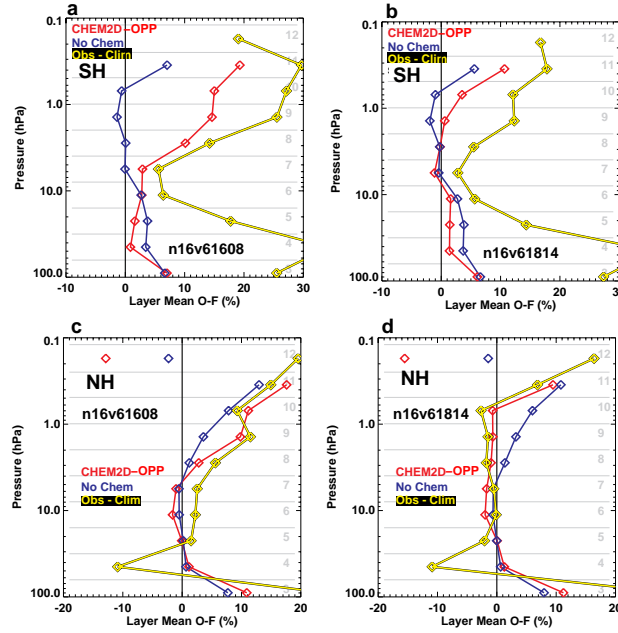 a
CHEM2D–OPP
No Chem
Obs - Clim
SH
n16v61608
0.1
1.0
10.0
100.0
Pressure (hPa)
-10 0 10 20 30
Layer Mean O-F (%)
12
10
9
8
7
6
5
4
b
CHEM2D–OPP
No Chem
Obs - Clim
SH
n16v61814
0.1
1.0
10.0
100.0
Pressure (hPa)
-10 0 10 20 30
Layer Mean O-F (%)
12
11
10
9
8
7
6
5
4
c
NH
n16v61608
CHEM2D–OPP
No Chem
Obs - Clim
0.1
1.0
10.0
100.0
Pressure (hPa)
-20 -10 0 10 20
Layer Mean O-F (%)
12
11
10
9
8
7
6
5
4
d
NH
n16v61814
CHEM2D–OPP
No Chem
Obs - Clim
0.1
1.0
10.0
100.0
Pressure (hPa)
-20 -10 0 10 20
Layer Mean O-F (%)
12
11
10
9
8
7
6
5
4
3